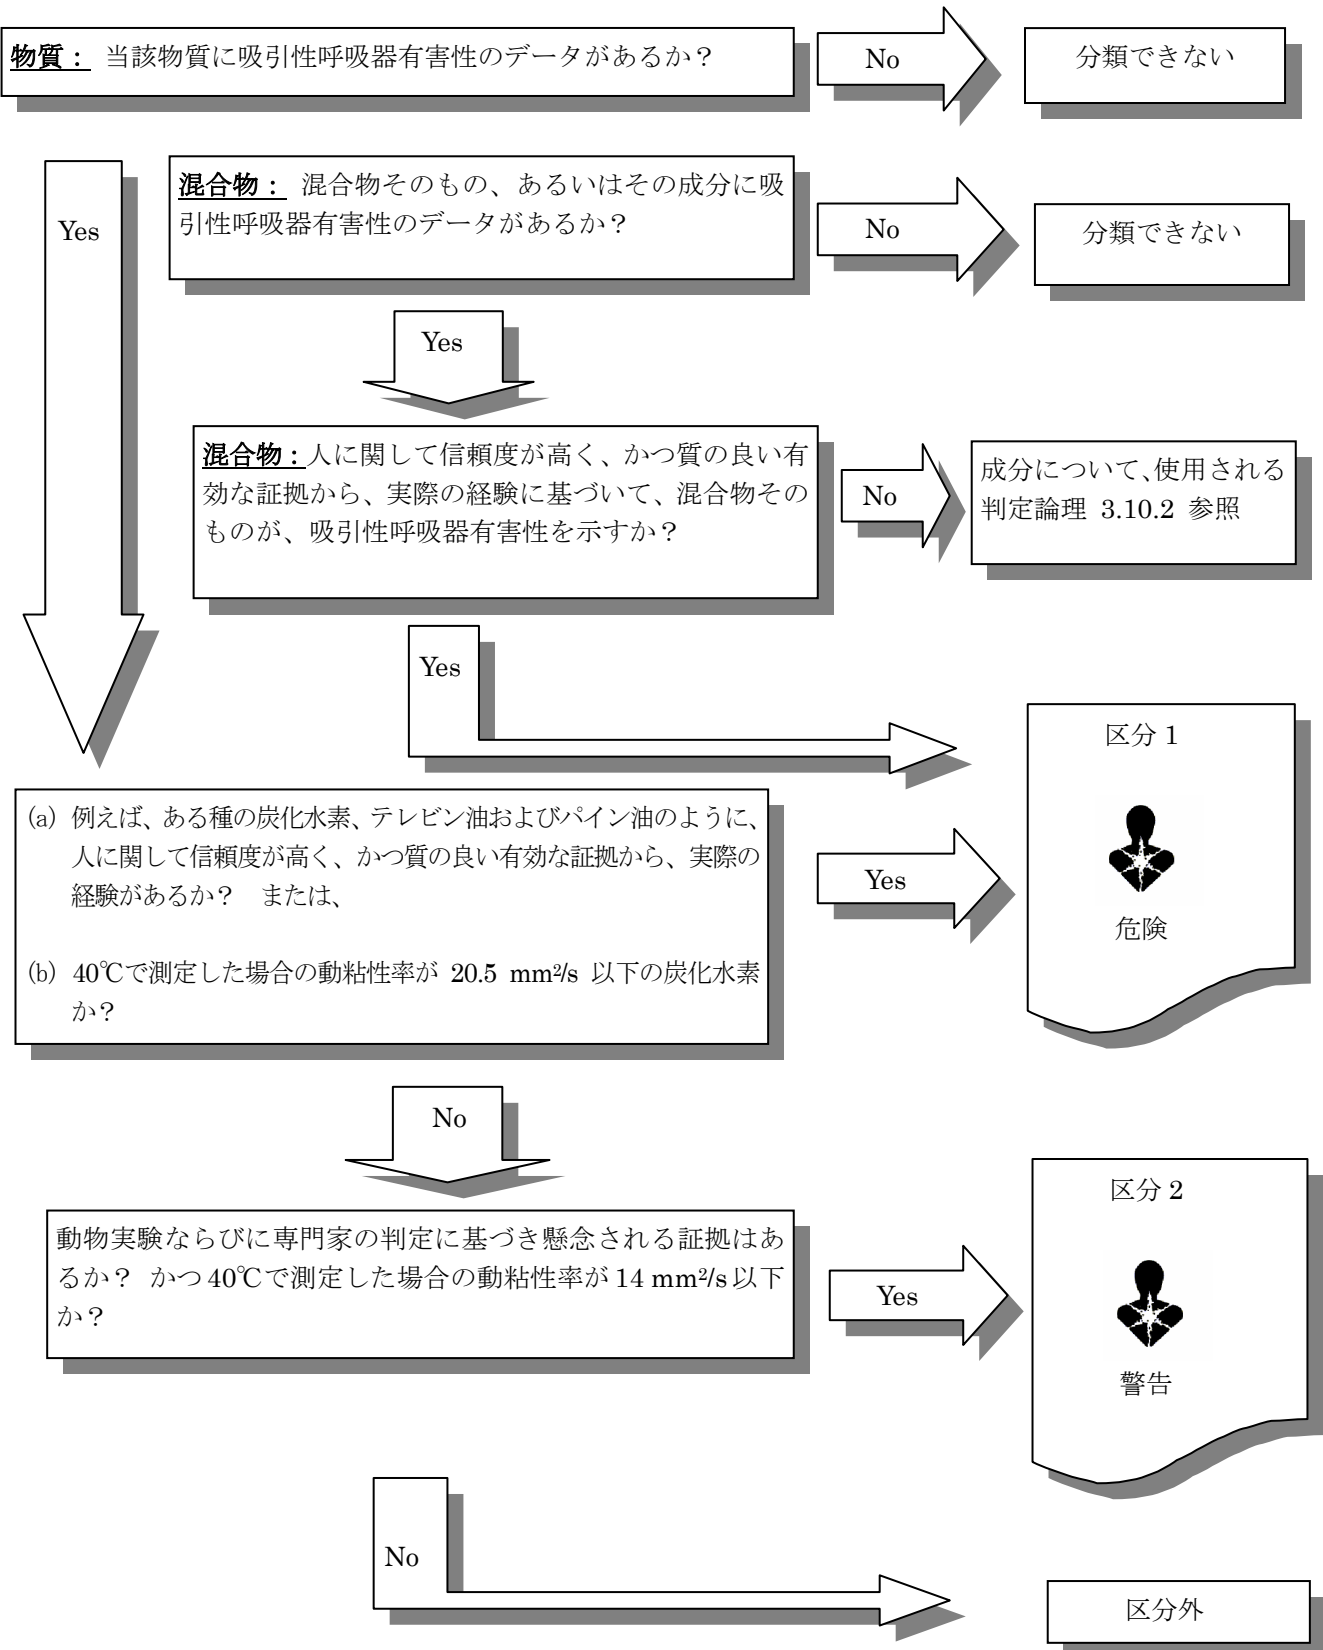 物質： 当該物質に吸引性呼吸器有害性のデータがあるか？
No
分類できない
Yes
混合物： 混合物そのもの、あるいはその成分に吸
引性呼吸器有害性のデータがあるか？
No
分類できない
Yes
混合物：人に関して信頼度が高く、かつ質の良い有
効な証拠から、実際の経験に基づいて、混合物その
ものが、吸引性呼吸器有害性を示すか？
No
成分について、使用される
判定論理 3.10.2 参照
Yes
区分 1
危険
(a) 例えば、ある種の炭化水素、テレビン油およびパイン油のように、
人に関して信頼度が高く、かつ質の良い有効な証拠から、実際の
経験があるか？ または、
(b) 40℃で測定した場合の動粘性率が 20.5 mm²/s 以下の炭化水素
か？
Yes
No
動物実験ならびに専門家の判定に基づき懸念される証拠はあ
るか？ かつ 40℃で測定した場合の動粘性率が 14 mm²/s 以下
か？
Yes
区分 2
警告
No
区分外